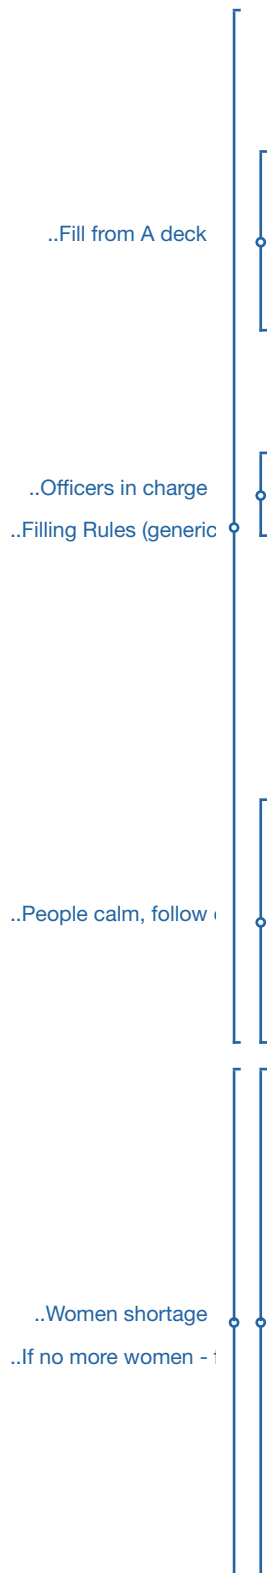 ..Fill from A deck
..Officers in charge
..Filling Rules (generic
..People calm, follow
..Women shortage
..If no more women -